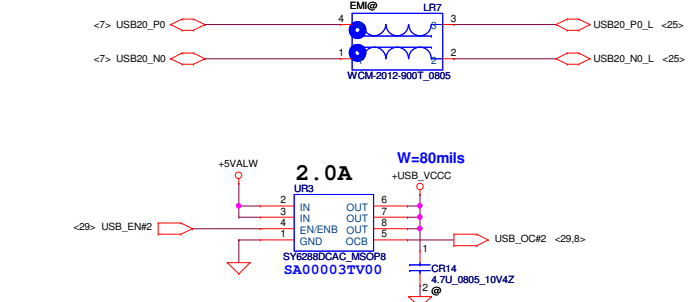 EMI@
LR7
<7> USB20_P0
4
3
3
USB20_P0_L <25>
<7> USB20_N0
1
2
2
USB20_N0_L <25>
WCM-2012-900T_0805
W=80mils
+5VALW
2.0A
+USB_VCCC
UR3
2
IN
OUT
6
3
IN
OUT
7
<29> USB_EN#2
4
EN/ENB
OUT
8
1
GND
OCB
5
USB_OC#2 <29,8>
SY6288DCAC_MSOP8
SA00003TV00
1
CR14
4.7U_0805_10V4Z
2
@